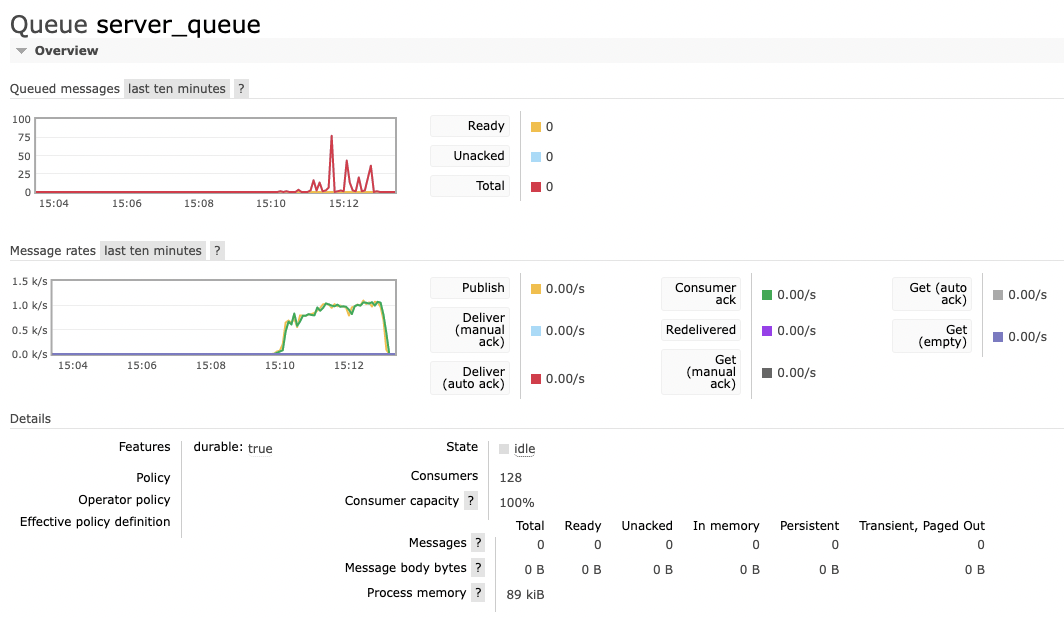 Queue server_queue
Overview
Queued messages last ten minutes ?
100
75
50
25
0
15:04 15:06 15:08 15:10 15:12
Ready 0
Unacked 0
Total 0
Message rates last ten minutes ?
1.5 k/s
1.0 k/s
0.5 k/s
0.0 k/s
15:04 15:06 15:08 15:10 15:12
Publish 0.00/s
Deliver
(manual
ack) 0.00/s
Deliver
(auto ack) 0.00/s
Consumer
ack 0.00/s
Redelivered 0.00/s
Get
(manual
ack) 0.00/s
Get (auto
ack) 0.00/s
Get
(empty) 0.00/s
Details
Features durable: true
Policy
Operator policy
Effective policy definition
State idle
Consumers 128
Consumer capacity ? 100%
Total Ready Unacked In memory Persistent Transient, Paged Out
Messages ? 0 0 0 0 0 0
Message body bytes ? 0 B 0 B 0 B 0 B 0 B 0 B
Process memory ? 89 kiB